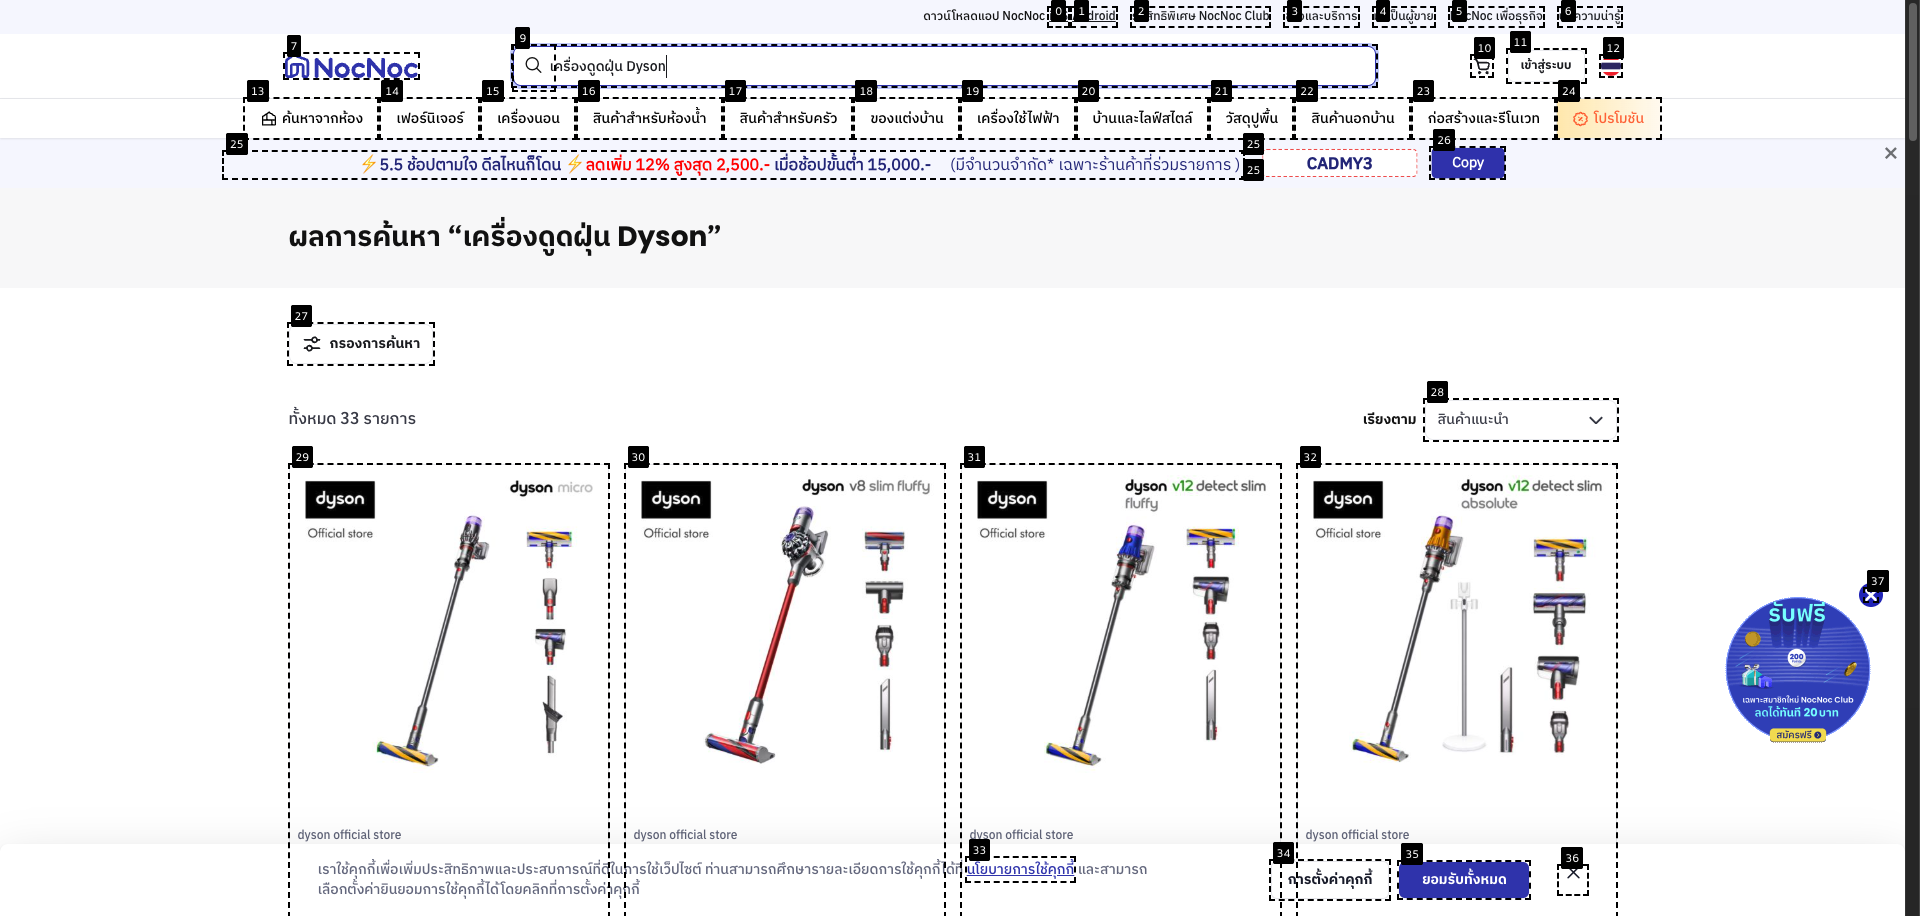 ดาวน์โหลดแอป NocNoc
สิทธิพิเศษ NocNoc Club
และบริการ
เป็นผู้ขาย
NocNoc เพื่อธุรกิจ
ความน่ารู้
0 1 2 3 4 5 6
7 9 10 11 12
NocNoc
เครื่องดูดฝุ่น Dyson
เข้าสู่ระบบ
13 14 15 16 17 18 19 20 21 22 23 24
ค้นหาจากห้อง
เฟอร์นิเจอร์
เครื่องนอน
สินค้าสำหรับห้องน้ำ
สินค้าสำหรับครัว
ของแต่งบ้าน
เครื่องใช้ไฟฟ้า
บ้านและไลฟ์สไตล์
วัสดุปูพื้น
สินค้านอกบ้าน
ก่อสร้างและรีโนเวท
โปรโมชัน
25 25 25 26
⚡5.5 ช้อปตามใจ ดีลไหนก็โดน ⚡ลดเพิ่ม 12% สูงสุด 2,500.- เมื่อช้อปขั้นต่ำ 15,000.- (มีจำนวนจำกัด* เฉพาะร้านค้าที่ร่วมรายการ )
CADMY3
Copy
ผลการค้นหา “เครื่องดูดฝุ่น Dyson”
27
กรองการค้นหา
ทั้งหมด 33 รายการ
เรียงตาม
28
สินค้าแนะนำ
29 30 31 32
dyson
Official store
dyson micro
dyson
Official store
dyson v8 slim fluffy
dyson
Official store
dyson v12 detect slim
fluffy
dyson
Official store
dyson v12 detect slim
absolute
37
รับฟรี
200
เฉพาะสมาชิกใหม่ NocNoc Club
ลดได้ทันที 20 บาท
สมัครฟรี
dyson official store
dyson official store
dyson official store
dyson official store
33 34 35 36
เราใช้คุกกี้เพื่อเพิ่มประสิทธิภาพและประสบการณ์ที่ดีในการใช้เว็บไซต์ ท่านสามารถศึกษารายละเอียดการใช้คุกกี้ได้ที่ นโยบายการใช้คุกกี้ และสามารถ
เลือกตั้งค่ายินยอมการใช้คุกกี้ได้โดยคลิกที่การตั้งค่าคุกกี้
การตั้งค่าคุกกี้
ยอมรับทั้งหมด